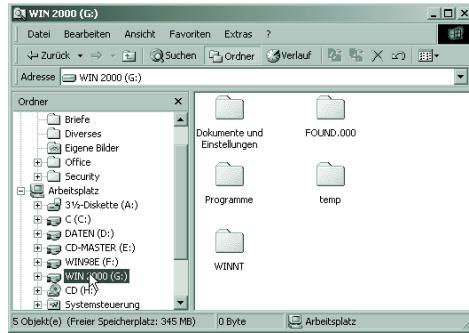 WIN 2000 (G:)
Datei Bearbeiten Ansicht Favoriten Extras ?
Zurück Suchen Ordner Verlauf
Adresse WIN 2000 (G:)
Ordner
Briefe
Diverses
Eigene Bilder
Office
Security
Arbeitsplatz
3½-Diskette (A:)
C (C:)
DATEN (D:)
CD-MASTER (E:)
WIN98E (F:)
WIN 2000 (G:)
CD (H:)
Systemsteuerung
Dokumente und
Einstellungen
FOUND.000
Programme
temp
WINNT
5 Objekt(e) (Freier Speicherplatz: 345 MB) 0 Byte Arbeitsplatz